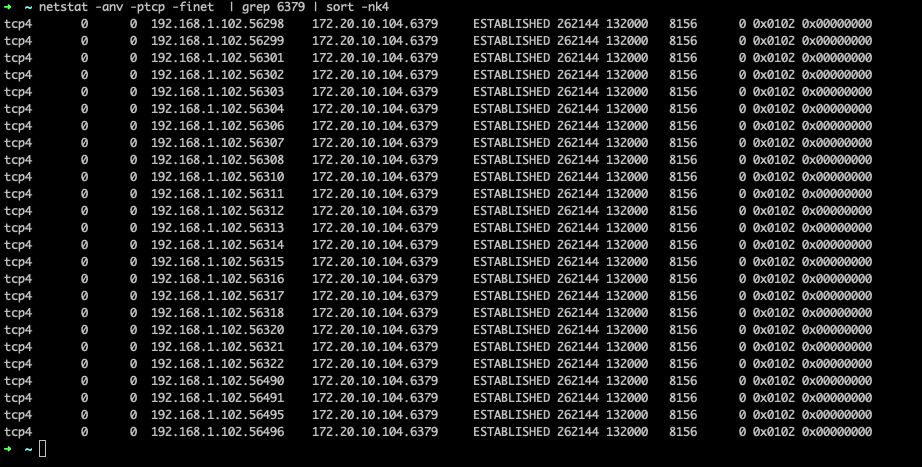 ➜  ~ netstat -anv -ptcp -finet  | grep 6379 | sort -nk4
tcp4       0      0  192.168.1.102.56298    172.20.10.104.6379     ESTABLISHED 262144 132000   8156      0 0x0102 0x00000000
tcp4       0      0  192.168.1.102.56299    172.20.10.104.6379     ESTABLISHED 262144 132000   8156      0 0x0102 0x00000000
tcp4       0      0  192.168.1.102.56301    172.20.10.104.6379     ESTABLISHED 262144 132000   8156      0 0x0102 0x00000000
tcp4       0      0  192.168.1.102.56302    172.20.10.104.6379     ESTABLISHED 262144 132000   8156      0 0x0102 0x00000000
tcp4       0      0  192.168.1.102.56303    172.20.10.104.6379     ESTABLISHED 262144 132000   8156      0 0x0102 0x00000000
tcp4       0      0  192.168.1.102.56304    172.20.10.104.6379     ESTABLISHED 262144 132000   8156      0 0x0102 0x00000000
tcp4       0      0  192.168.1.102.56306    172.20.10.104.6379     ESTABLISHED 262144 132000   8156      0 0x0102 0x00000000
tcp4       0      0  192.168.1.102.56307    172.20.10.104.6379     ESTABLISHED 262144 132000   8156      0 0x0102 0x00000000
tcp4       0      0  192.168.1.102.56308    172.20.10.104.6379     ESTABLISHED 262144 132000   8156      0 0x0102 0x00000000
tcp4       0      0  192.168.1.102.56310    172.20.10.104.6379     ESTABLISHED 262144 132000   8156      0 0x0102 0x00000000
tcp4       0      0  192.168.1.102.56311    172.20.10.104.6379     ESTABLISHED 262144 132000   8156      0 0x0102 0x00000000
tcp4       0      0  192.168.1.102.56312    172.20.10.104.6379     ESTABLISHED 262144 132000   8156      0 0x0102 0x00000000
tcp4       0      0  192.168.1.102.56313    172.20.10.104.6379     ESTABLISHED 262144 132000   8156      0 0x0102 0x00000000
tcp4       0      0  192.168.1.102.56314    172.20.10.104.6379     ESTABLISHED 262144 132000   8156      0 0x0102 0x00000000
tcp4       0      0  192.168.1.102.56315    172.20.10.104.6379     ESTABLISHED 262144 132000   8156      0 0x0102 0x00000000
tcp4       0      0  192.168.1.102.56316    172.20.10.104.6379     ESTABLISHED 262144 132000   8156      0 0x0102 0x00000000
tcp4       0      0  192.168.1.102.56317    172.20.10.104.6379     ESTABLISHED 262144 132000   8156      0 0x0102 0x00000000
tcp4       0      0  192.168.1.102.56318    172.20.10.104.6379     ESTABLISHED 262144 132000   8156      0 0x0102 0x00000000
tcp4       0      0  192.168.1.102.56320    172.20.10.104.6379     ESTABLISHED 262144 132000   8156      0 0x0102 0x00000000
tcp4       0      0  192.168.1.102.56321    172.20.10.104.6379     ESTABLISHED 262144 132000   8156      0 0x0102 0x00000000
tcp4       0      0  192.168.1.102.56322    172.20.10.104.6379     ESTABLISHED 262144 132000   8156      0 0x0102 0x00000000
tcp4       0      0  192.168.1.102.56490    172.20.10.104.6379     ESTABLISHED 262144 132000   8156      0 0x0102 0x00000000
tcp4       0      0  192.168.1.102.56491    172.20.10.104.6379     ESTABLISHED 262144 132000   8156      0 0x0102 0x00000000
tcp4       0      0  192.168.1.102.56495    172.20.10.104.6379     ESTABLISHED 262144 132000   8156      0 0x0102 0x00000000
tcp4       0      0  192.168.1.102.56496    172.20.10.104.6379     ESTABLISHED 262144 132000   8156      0 0x0102 0x00000000
➜  ~